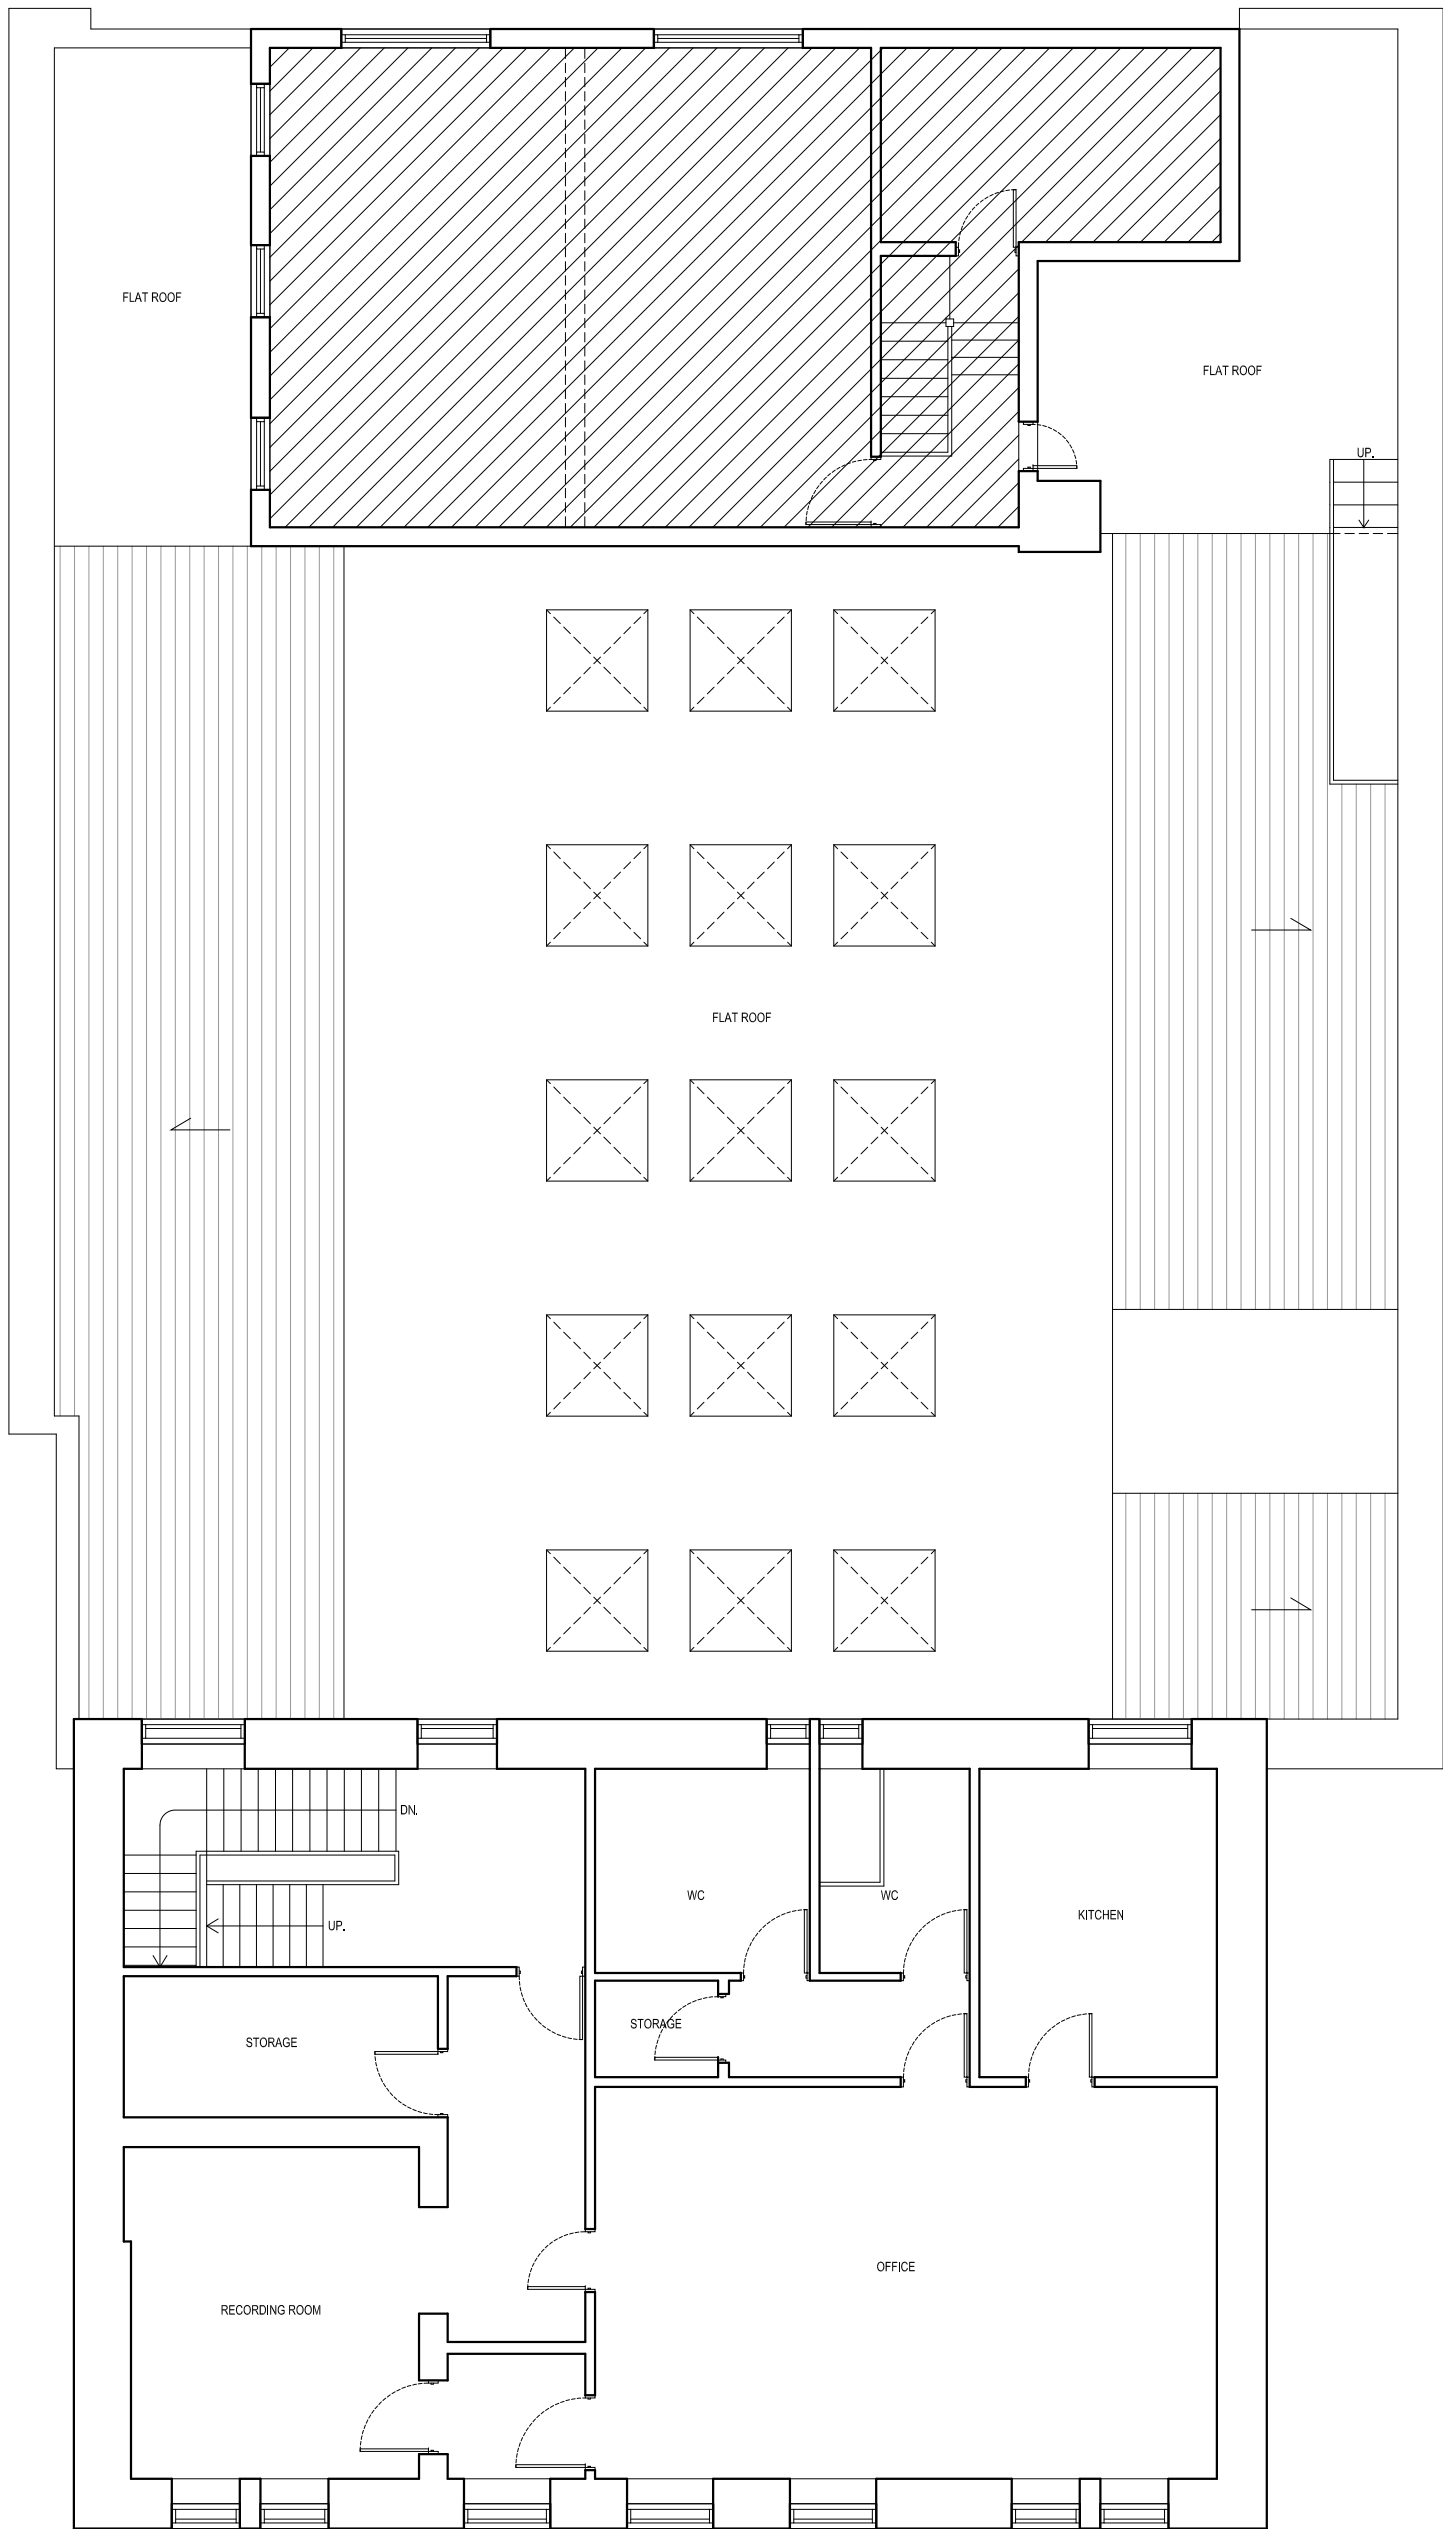 FLAT ROOF
FLAT ROOF
UP.
FLAT ROOF
DN.
WC
WC
KITCHEN
UP.
STORAGE
STORAGE
OFFICE
RECORDING ROOM